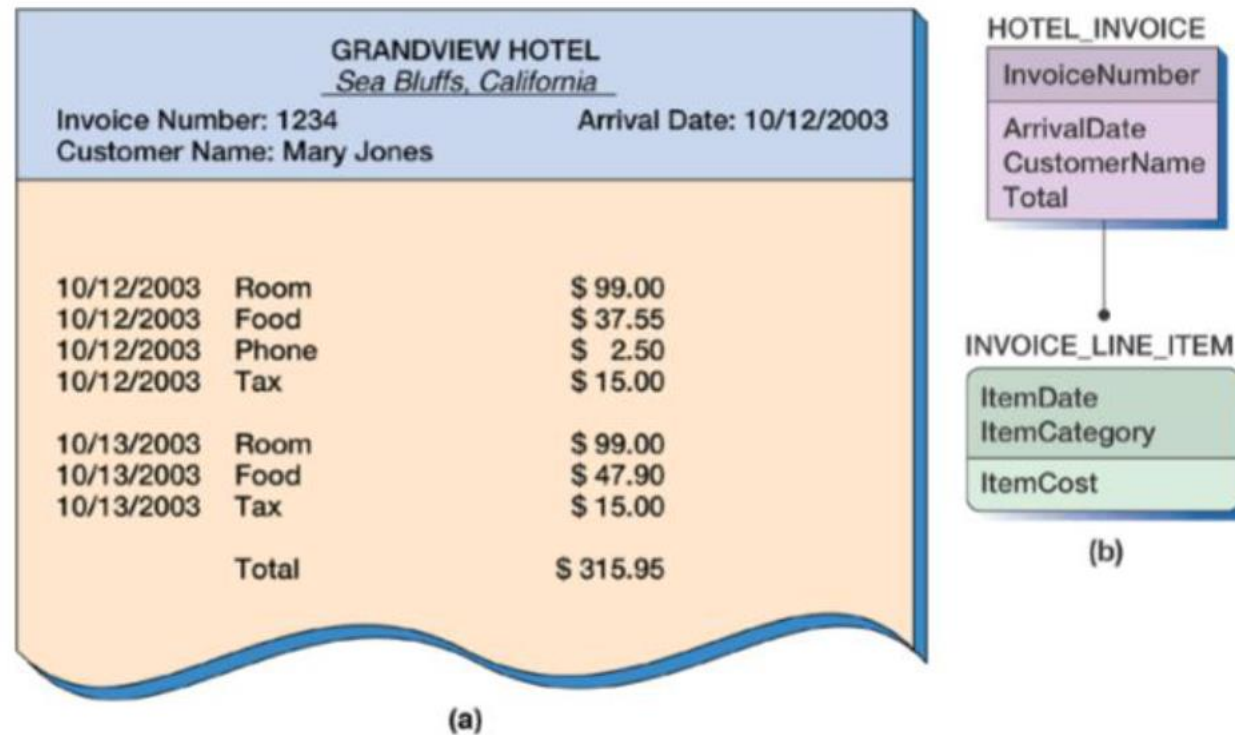 GRANDVIEW HOTEL
Sea Bluffs, California
Invoice Number: 1234 Arrival Date: 10/12/2003
Customer Name: Mary Jones
10/12/2003 Room $ 99.00
10/12/2003 Food $ 37.55
10/12/2003 Phone $ 2.50
10/12/2003 Tax $ 15.00
10/13/2003 Room $ 99.00
10/13/2003 Food $ 47.90
10/13/2003 Tax $ 15.00
Total $ 315.95
(a)
HOTEL_INVOICE
InvoiceNumber
ArrivalDate
CustomerName
Total
INVOICE_LINE_ITEM
ItemDate
ItemCategory
ItemCost
(b)